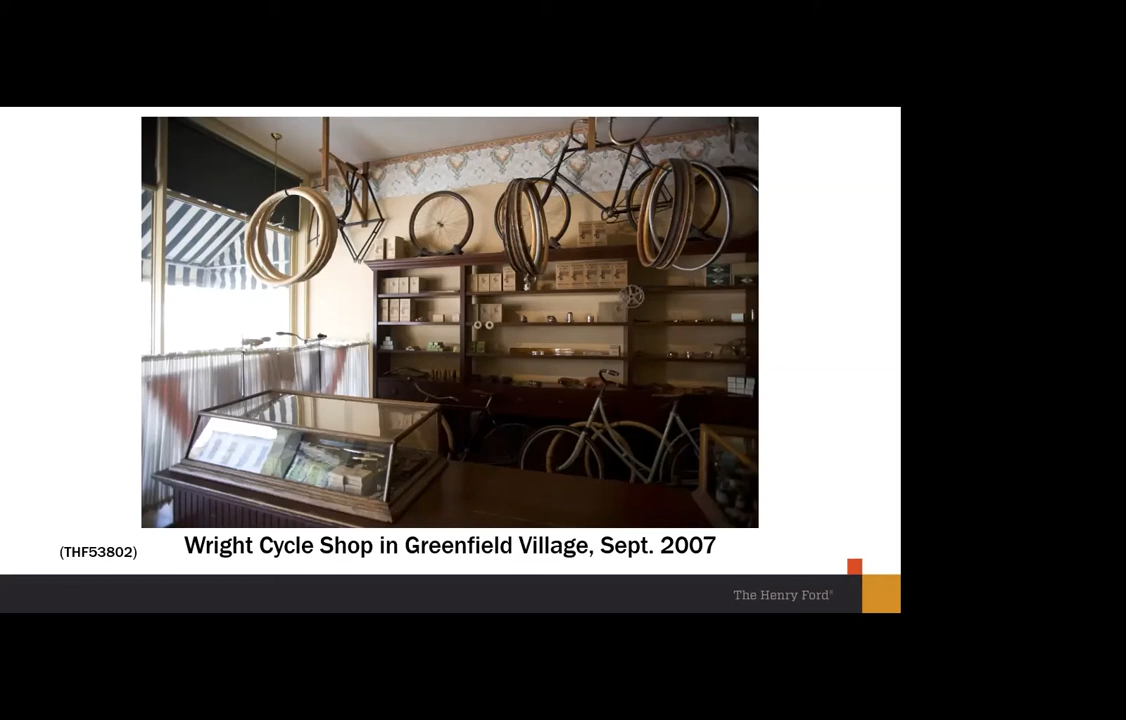 (THF53802)
Wright Cycle Shop in Greenfield Village, Sept. 2007
The Henry Ford®